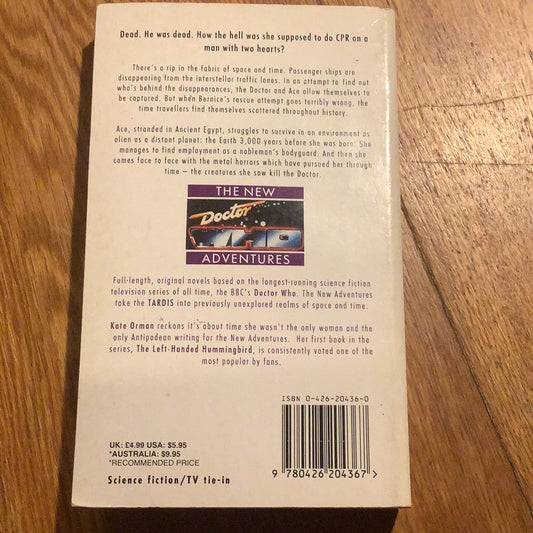 Dead. He was dead. How the hell was she supposed to do CPR on a
man with two hearts?
There's a rip in the fabric of space and time. Passenger ships are
disappearing from the interstellar traffic lanes. In an attempt to find out
who's behind the disappearances, the Doctor and Ace allow themselves to
be captured. But when Bernice's rescue attempt goes terribly wrong, the
time travellers find themselves scattered throughout history.
Ace, stranded in Ancient Egypt, struggles to survive in an environment as
alien as a distant planet: the Earth 3,000 years before she was born. She
manages to find employment as a nobleman's bodyguard. And then she
comes face to face with the metal horrors which have pursued her through
time – the creatures she saw kill the Doctor.
THE NEW
Doctor
WHO
ADVENTURES
Full-length, original novels based on the longest-running science fiction
television series of all time, the BBC's Doctor Who. The New Adventures
take the TARDIS into previously unexplored realms of space and time.
Kate Orman reckons it's about time she wasn't the only woman and the
only Antipodean writing for the New Adventures. Her first book in the
series, The Left-Handed Hummingbird, is consistently voted one of the
most popular by fans.
ISBN 0-426-20436-0
UK: £4.99 USA: $5.95
*AUSTRALIA: $9.95
*RECOMMENDED PRICE
Science fiction/TV tie-in
9 780426 204367 >